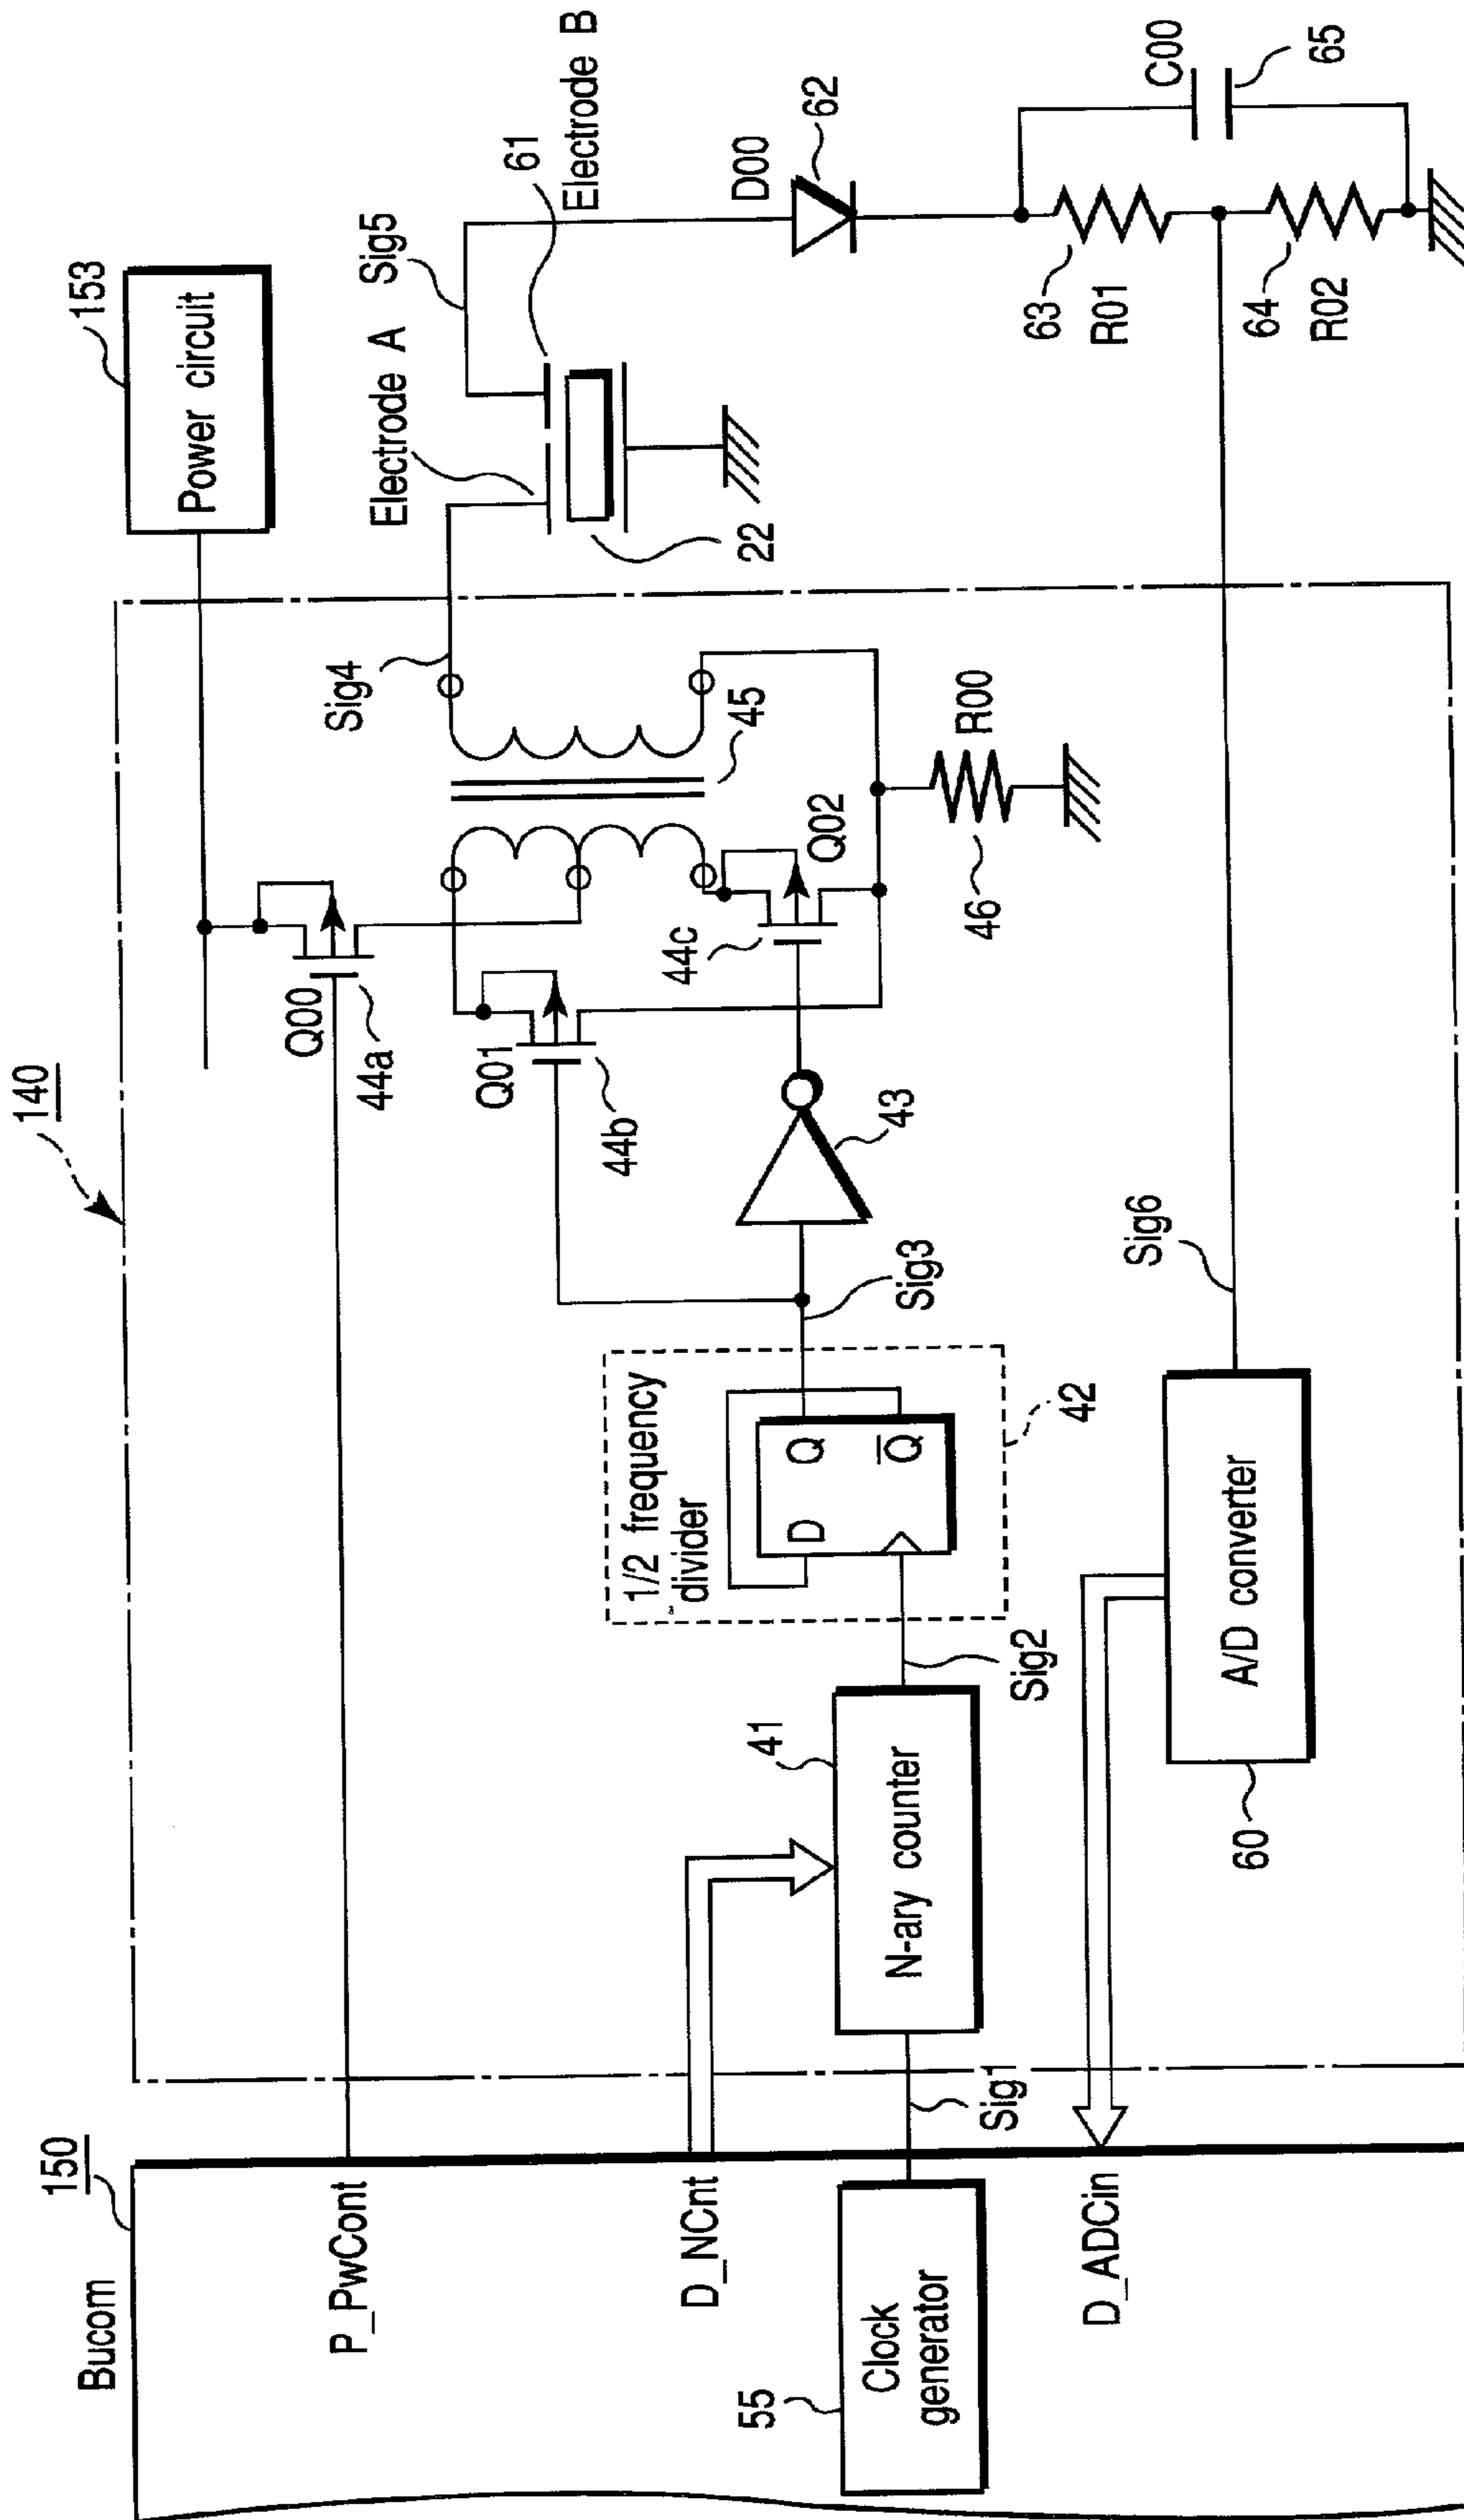 140
150
Bucom
P_PwCont
D_NCnt
55
Clock
generator
D_ADCin
Sig1
41
N-ary counter
Sig2
1/2 frequency
divider
D
Q
Q
42
Sig3
43
60
A/D converter
Sig6
Q00
44a
Q01
44b
44c
Q02
45
46
R00
Sig4
153
Power circuit
22
Electrode A
Sig5
61
Electrode B
D00
62
63
R01
64
R02
C00
65